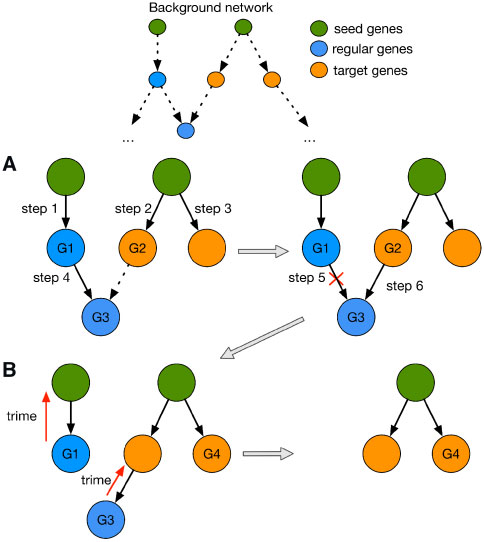 Background network
seed genes
regular genes
target genes
...
...
A
step 1
step 2
step 3
G1
G2
step 4
G3
G1
G2
step 5
step 6
G3
B
trime
G1
G4
trime
G3
G4